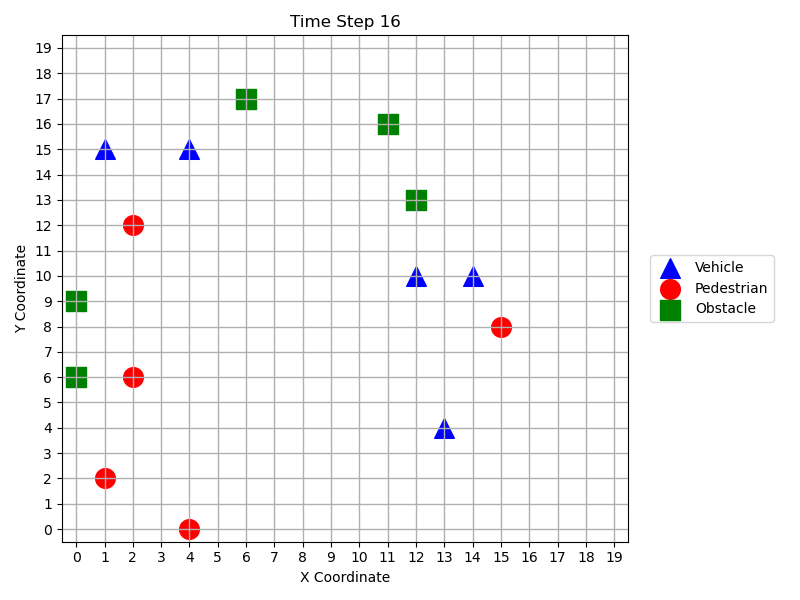 Time Step 16
Y Coordinate
19
18
17
16
15
14
13
12
11
10
9
8
7
6
5
4
3
2
1
0
0 1 2 3 4 5 6 7 8 9 10 11 12 13 14 15 16 17 18 19
X Coordinate
Vehicle
Pedestrian
Obstacle